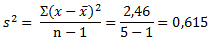 s² = Σ(x − x̄)² / n − 1 = 2,46 / 5 − 1 = 0,615